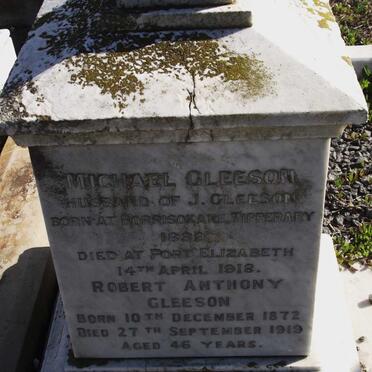 MICHAEL GLEESON
HUSBAND OF J. GLEESON
BORN AT BORRISOKANE, TIPPERARY
DIED AT PORT ELIZABETH
14TH APRIL 1918.
ROBERT ANTHONY
GLEESON
BORN 10TH DECEMBER 1872
DIED 27TH SEPTEMBER 1919
AGED 46 YEARS.